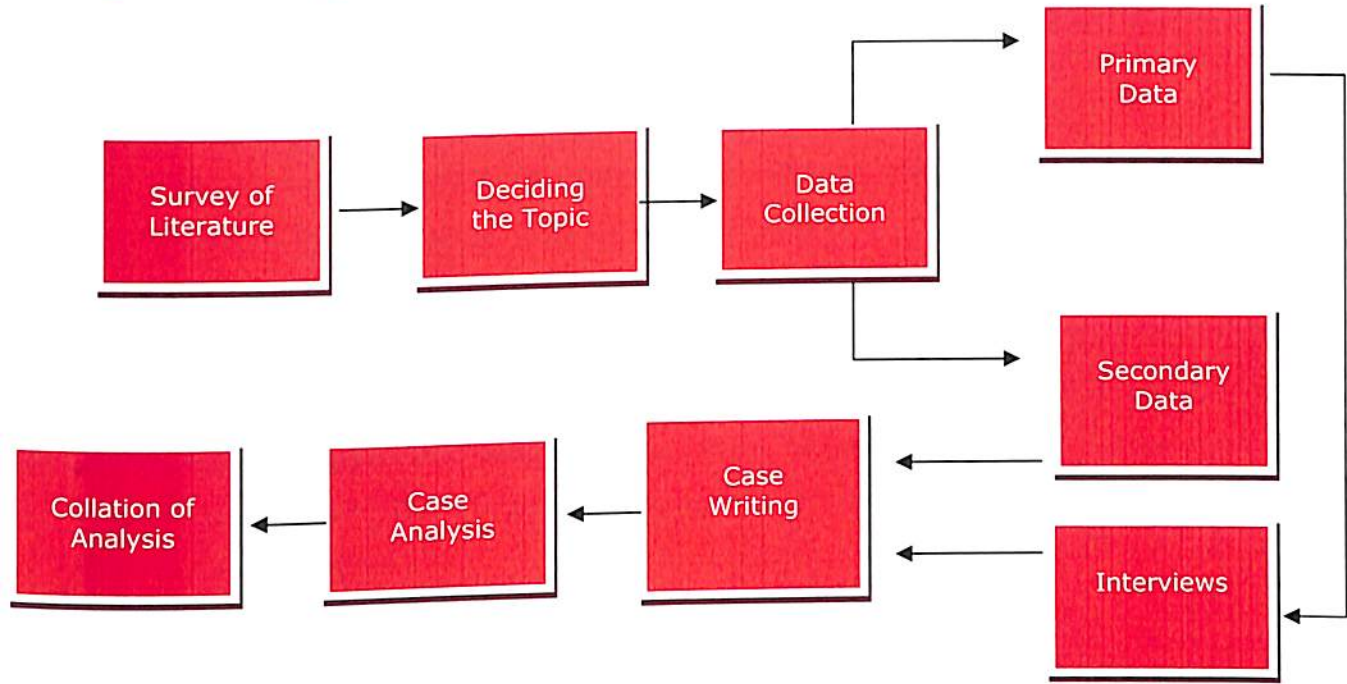 Primary
Data
Survey of
Literature
Deciding
the Topic
Data
Collection
Secondary
Data
Collation of
Analysis
Case
Analysis
Case
Writing
Interviews